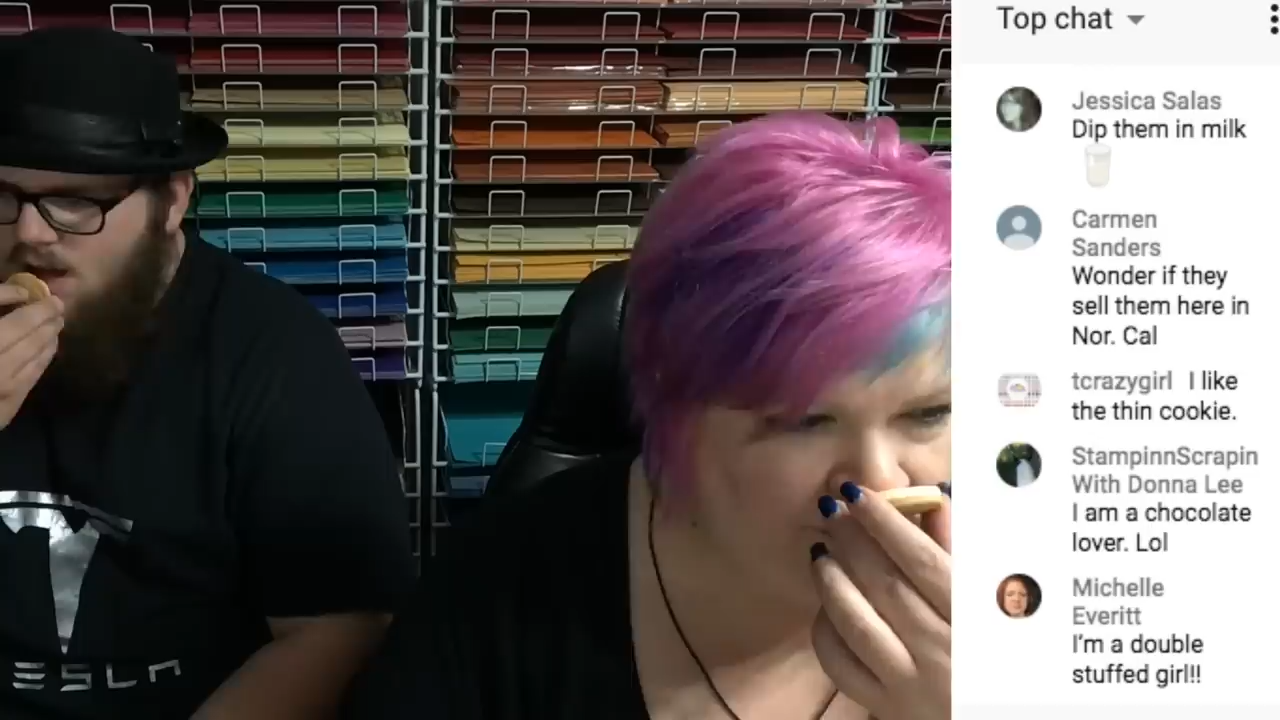 Top chat
Jessica Salas
Dip them in milk
Carmen
Sanders
Wonder if they
sell them here in
Nor. Cal
tcrazygirl I like
the thin cookie.
StampinnScrapin
With Donna Lee
I am a chocolate
lover. Lol
Michelle
Everitt
I'm a double
stuffed girl!!
ESLA